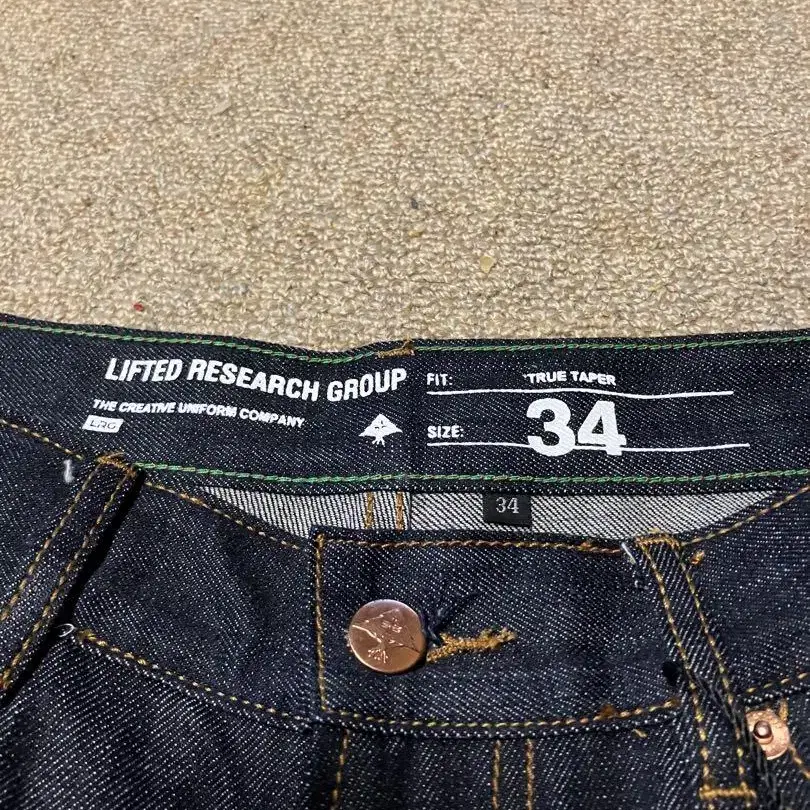 LIFTED RESEARCH GROUP
THE CREATIVE UNIFORM COMPANY
LRG
FIT: TRUE TAPER
SIZE: 34
34